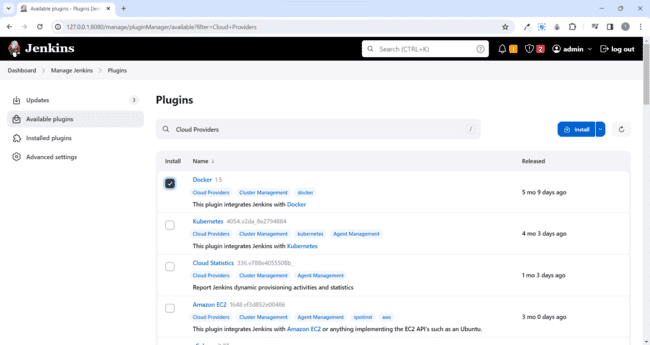 Available plugins - Plugins [Jen
127.0.0.1:8080/manage/pluginManager/available?filter=Cloud+Providers
Jenkins
Search (CTRL+K)
2
admin
log out
Dashboard > Manage Jenkins > Plugins
Plugins
Updates 3
Available plugins
Installed plugins
Advanced settings
Cloud Providers /
Install
Install Name ↓ Released
Docker 1.5
Cloud Providers Cluster Management docker
This plugin integrates Jenkins with Docker
5 mo 9 days ago
Kubernetes 4054.v2da_8e2794884
Cloud Providers Cluster Management kubernetes Agent Management
This plugin integrates Jenkins with Kubernetes
4 mo 3 days ago
Cloud Statistics 336.v788e4055508b_
Cloud Providers Cluster Management Agent Management
Report Jenkins dynamic provisioning activities and statistics
1 mo 3 days ago
Amazon EC2 1648.vf3d852e00486
Cloud Providers Cluster Management Agent Management spotinst aws
This plugin integrates Jenkins with Amazon EC2 or anything implementing the EC2 API's such as an Ubuntu.
3 mo 0 days ago